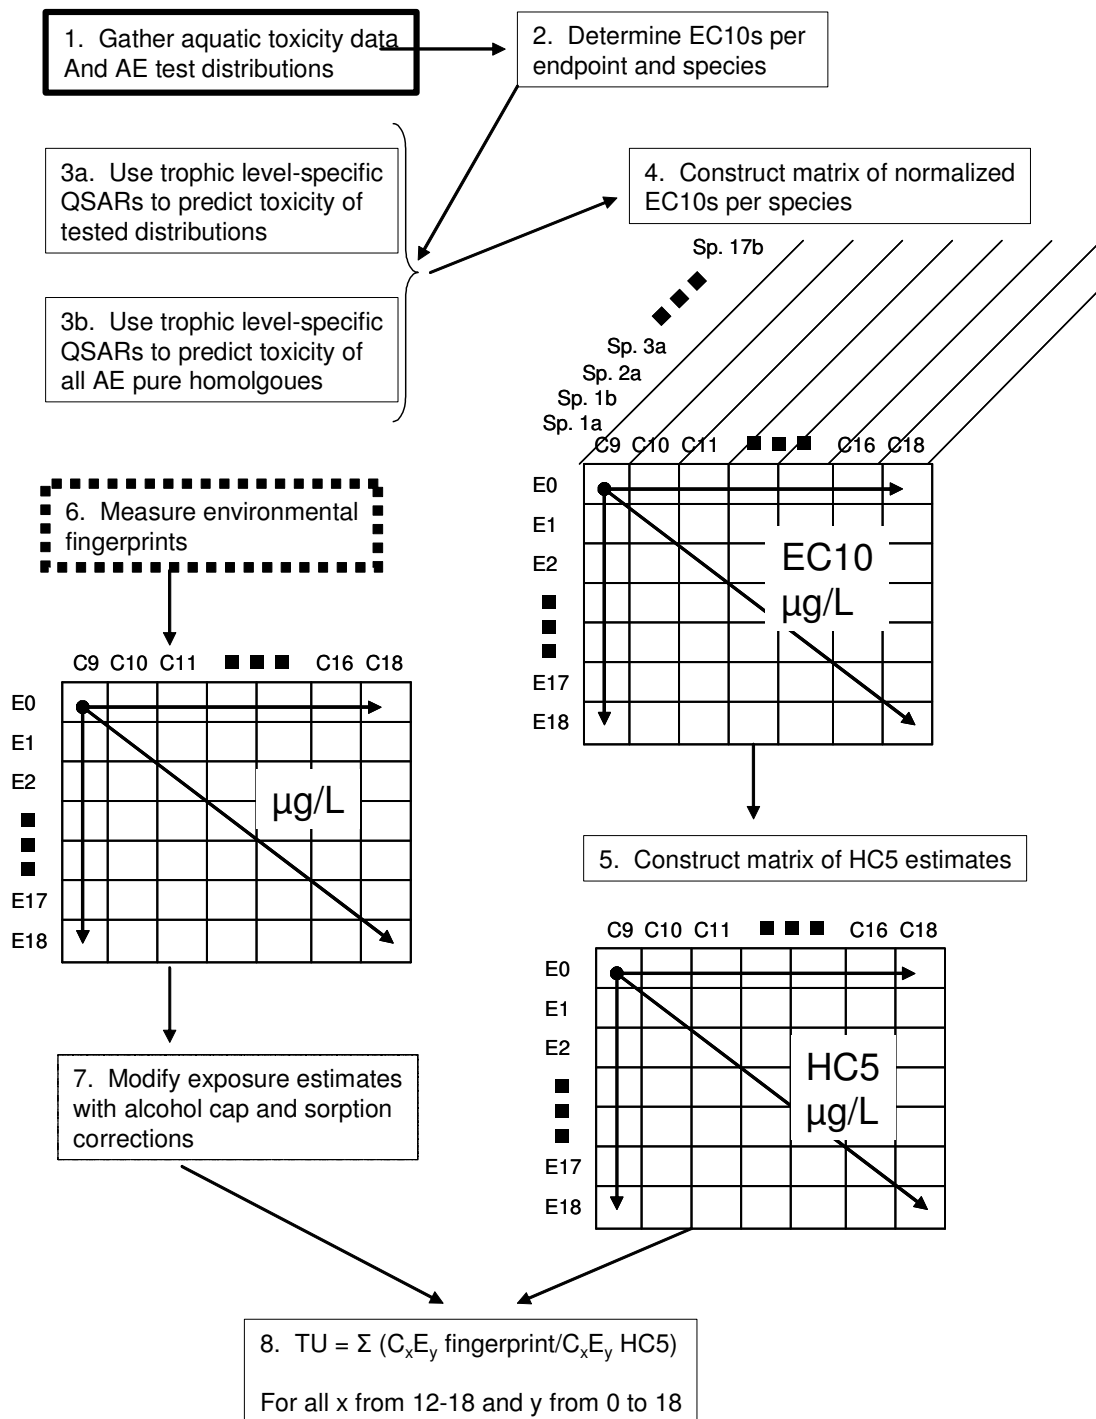 1. Gather aquatic toxicity data
And AE test distributions
2. Determine EC10s per
endpoint and species
3a. Use trophic level-specific
QSARs to predict toxicity of
tested distributions
3b. Use trophic level-specific
QSARs to predict toxicity of
all AE pure homolgoues
4. Construct matrix of normalized
EC10s per species
Sp. 17b
Sp. 3a
Sp. 2a
Sp. 1b
Sp. 1a
C9 C10 C11 C16 C18
E0
E1
E2
E17
E18
EC10
µg/L
6. Measure environmental
fingerprints
C9 C10 C11 C16 C18
E0
E1
E2
E17
E18
µg/L
5. Construct matrix of HC5 estimates
C9 C10 C11 C16 C18
E0
E1
E2
E17
E18
HC5
µg/L
7. Modify exposure estimates
with alcohol cap and sorption
corrections
8. TU = Σ (CxEy fingerprint/CxEy HC5)
For all x from 12-18 and y from 0 to 18